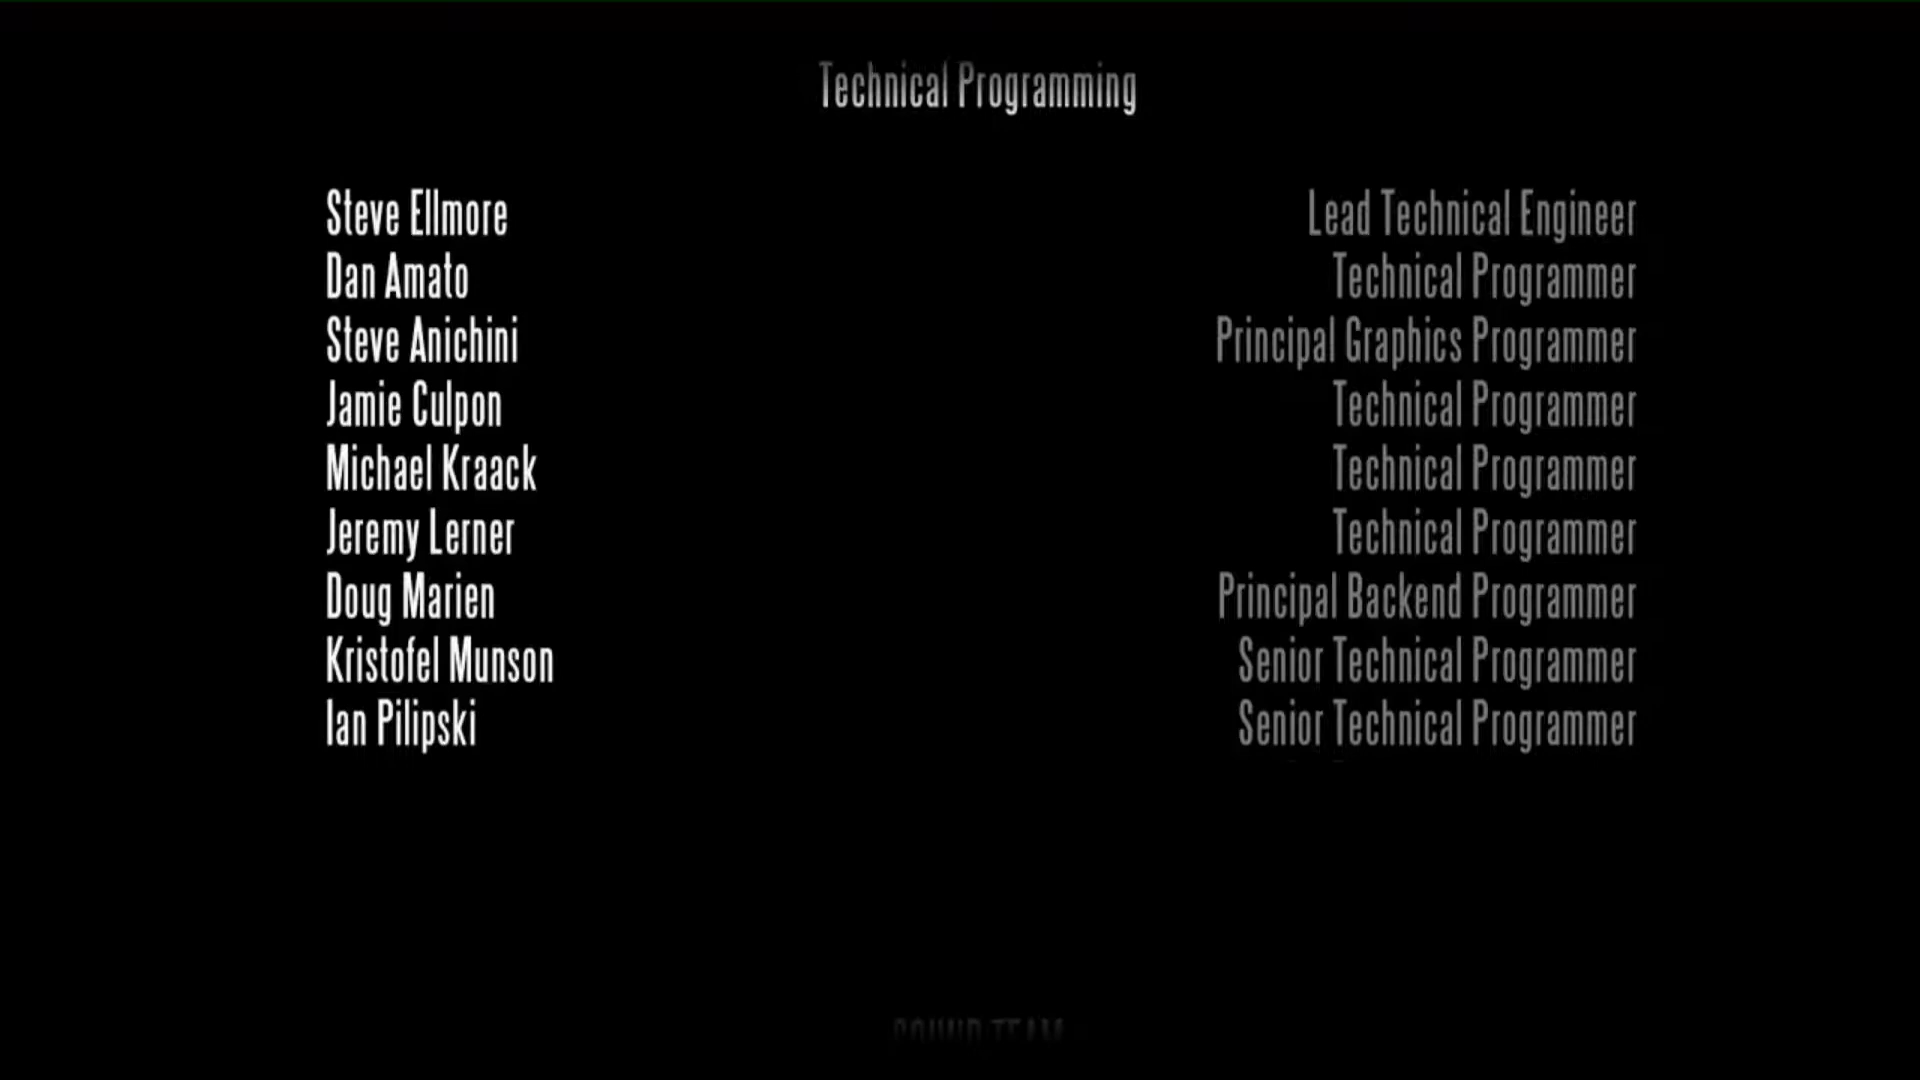 Technical Programming
Steve Ellmore Lead Technical Engineer
Dan Amato Technical Programmer
Steve Anichini Principal Graphics Programmer
Jamie Culpon Technical Programmer
Michael Kraack Technical Programmer
Jeremy Lerner Technical Programmer
Doug Marien Principal Backend Programmer
Kristofel Munson Senior Technical Programmer
Ian Pilipski Senior Technical Programmer